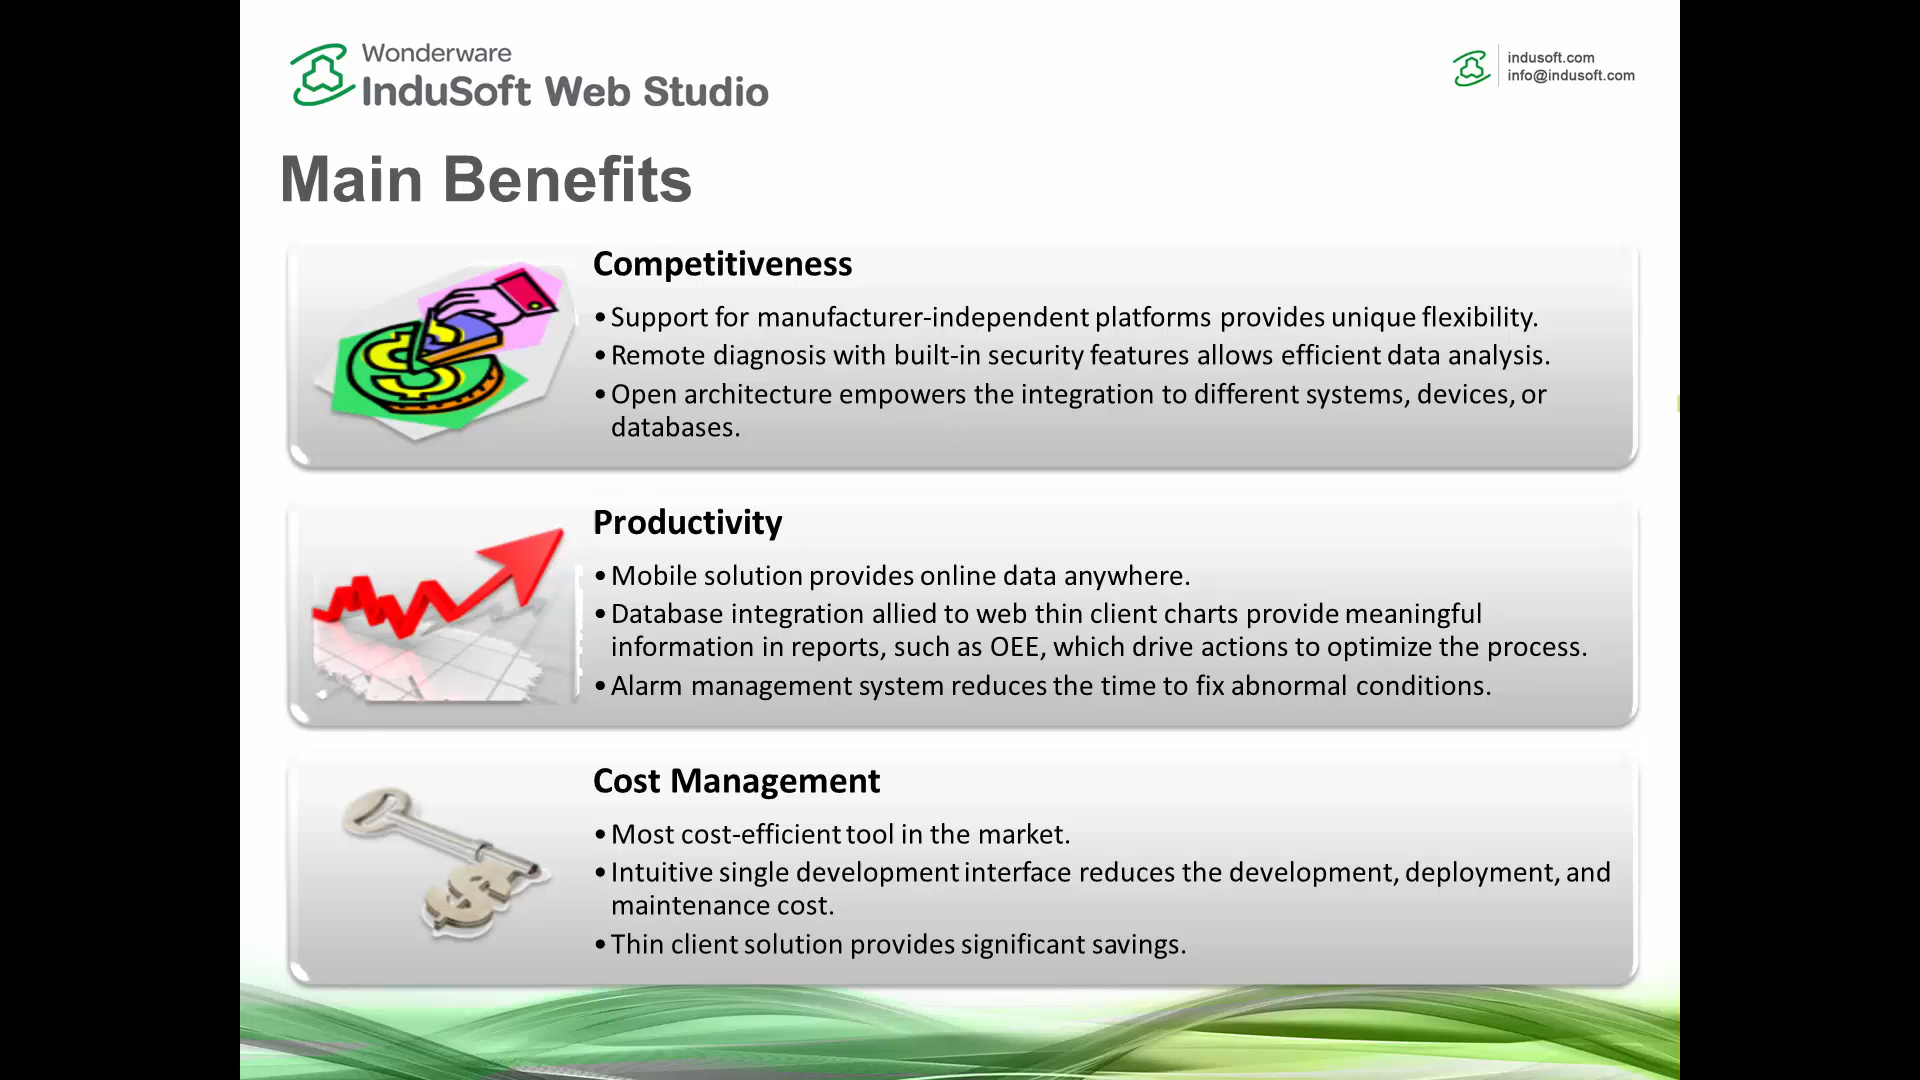 Wonderware
InduSoft Web Studio
indusoft.com
info@indusoft.com
Main Benefits
Competitiveness
•Support for manufacturer-independent platforms provides unique flexibility.
•Remote diagnosis with built-in security features allows efficient data analysis.
•Open architecture empowers the integration to different systems, devices, or
databases.
Productivity
•Mobile solution provides online data anywhere.
•Database integration allied to web thin client charts provide meaningful
information in reports, such as OEE, which drive actions to optimize the process.
•Alarm management system reduces the time to fix abnormal conditions.
Cost Management
•Most cost-efficient tool in the market.
•Intuitive single development interface reduces the development, deployment, and
maintenance cost.
•Thin client solution provides significant savings.